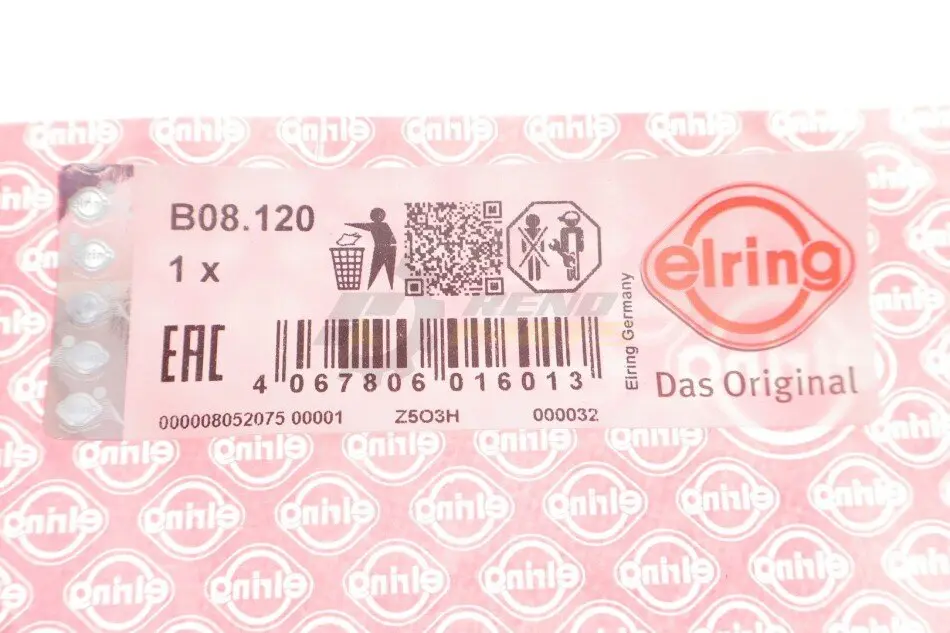 B08.120
1 x
EAC
4 067806 016013
000008052075 00001 Z5O3H 000032
Elring Germany
elring
Das Original